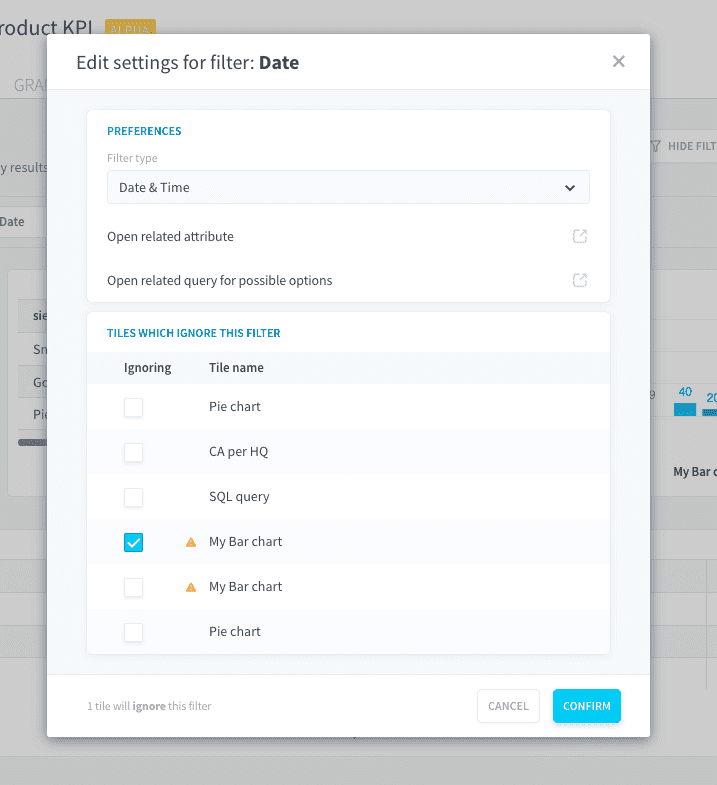 roduct KPI ALPHA
Edit settings for filter: Date
GRA
PREFERENCES
Filter type
HIDE FILT
y results
Date & Time
Date
Open related attribute
Open related query for possible options
sie
TILES WHICH IGNORE THIS FILTER
Sn
Ignoring Tile name
Go
9 40 20
Pie
Pie chart
CA per HQ
My Bar c
SQL query
My Bar chart
My Bar chart
Pie chart
1 tile will ignore this filter
CANCEL CONFIRM